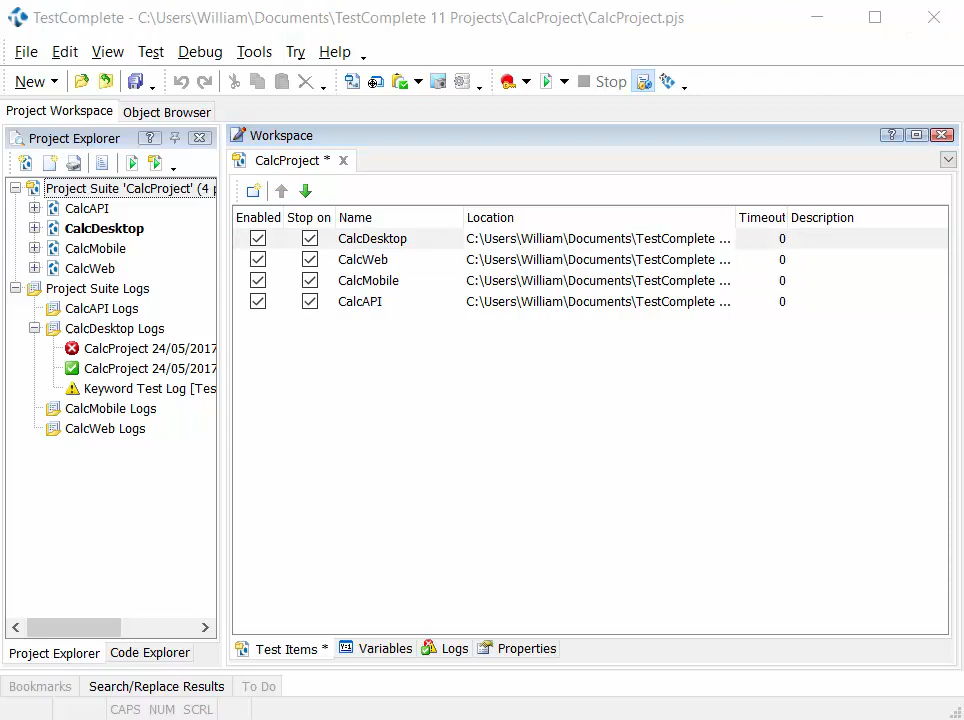 TestComplete - C:\Users\William\Documents\TestComplete 11 Projects\CalcProject\CalcProject.pjs
File Edit View Test Debug Tools Try Help
New Stop
Project Workspace Object Browser
Project Explorer ?
Project Suite 'CalcProject' (4 p
CalcAPI
CalcDesktop
CalcMobile
CalcWeb
Project Suite Logs
CalcAPI Logs
CalcDesktop Logs
CalcProject 24/05/2017
CalcProject 24/05/2017
Keyword Test Log [Tes
CalcMobile Logs
CalcWeb Logs
Project Explorer Code Explorer
Workspace ?
CalcProject *
Enabled Stop on Name Location Timeout Description
CalcDesktop C:\Users\William\Documents\TestComplete ... 0
CalcWeb C:\Users\William\Documents\TestComplete ... 0
CalcMobile C:\Users\William\Documents\TestComplete ... 0
CalcAPI C:\Users\William\Documents\TestComplete ... 0
Test Items * Variables Logs Properties
Bookmarks Search/Replace Results To Do
CAPS NUM SCRL